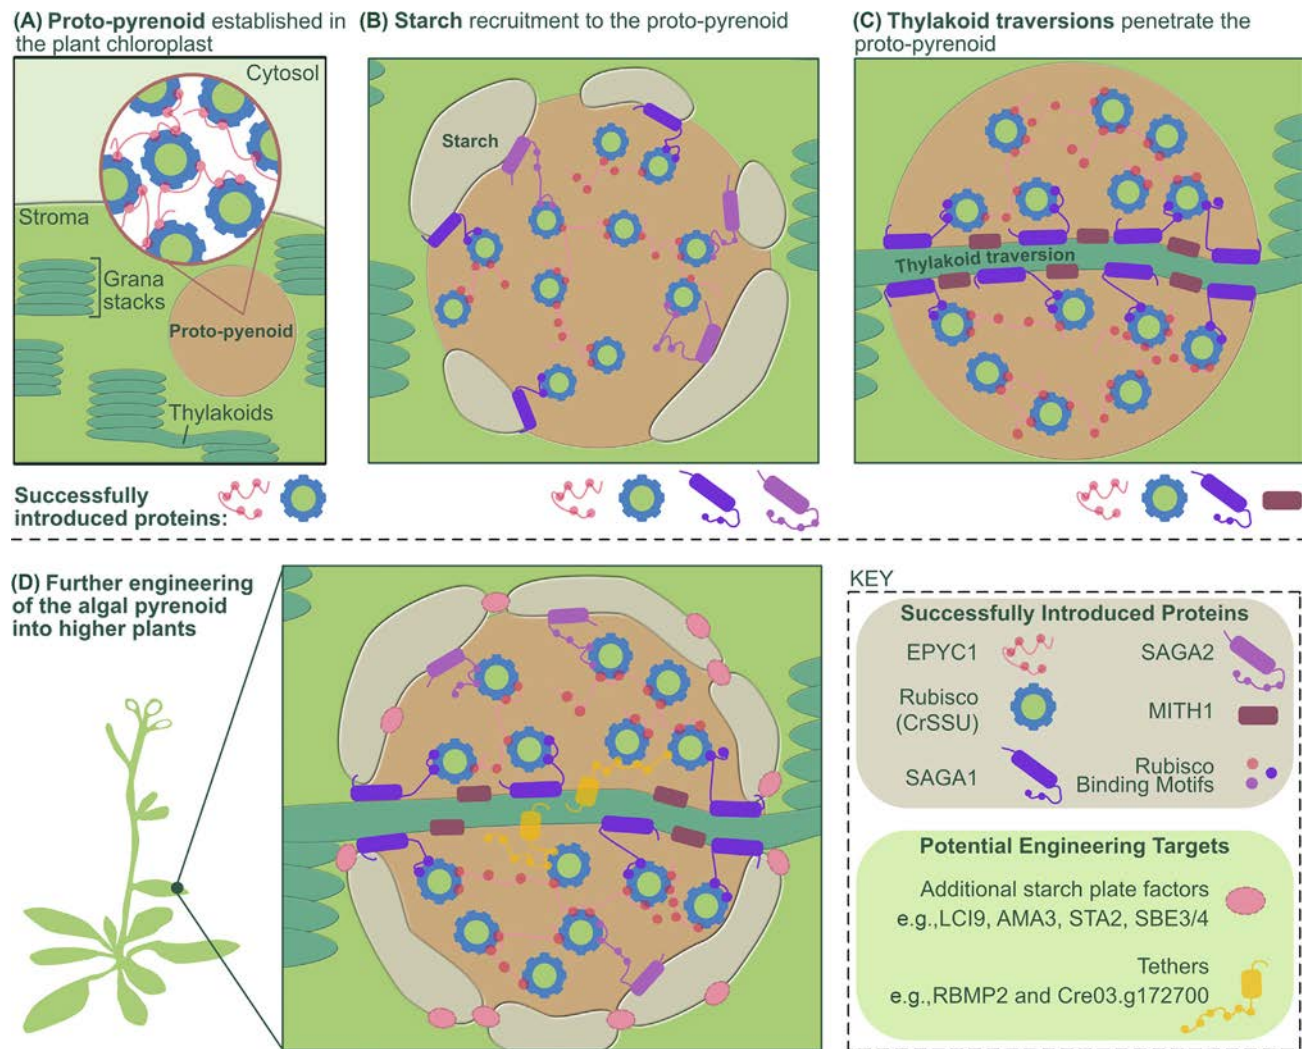 (A) Proto-pyrenoid established in
the plant chloroplast
(B) Starch recruitment to the proto-pyrenoid
(C) Thylakoid traversions penetrate the
proto-pyrenoid
Cytosol
Stroma
Grana
stacks
Proto-pyenoid
Thylakoids
Starch
Thylakoid traversion
Successfully
introduced proteins:
(D) Further engineering
of the algal pyrenoid
into higher plants
KEY
Successfully Introduced Proteins
EPYC1
SAGA2
Rubisco
(CrSSU)
MITH1
SAGA1
Rubisco
Binding Motifs
Potential Engineering Targets
Additional starch plate factors
e.g.,LCI9, AMA3, STA2, SBE3/4
Tethers
e.g.,RBMP2 and Cre03.g172700